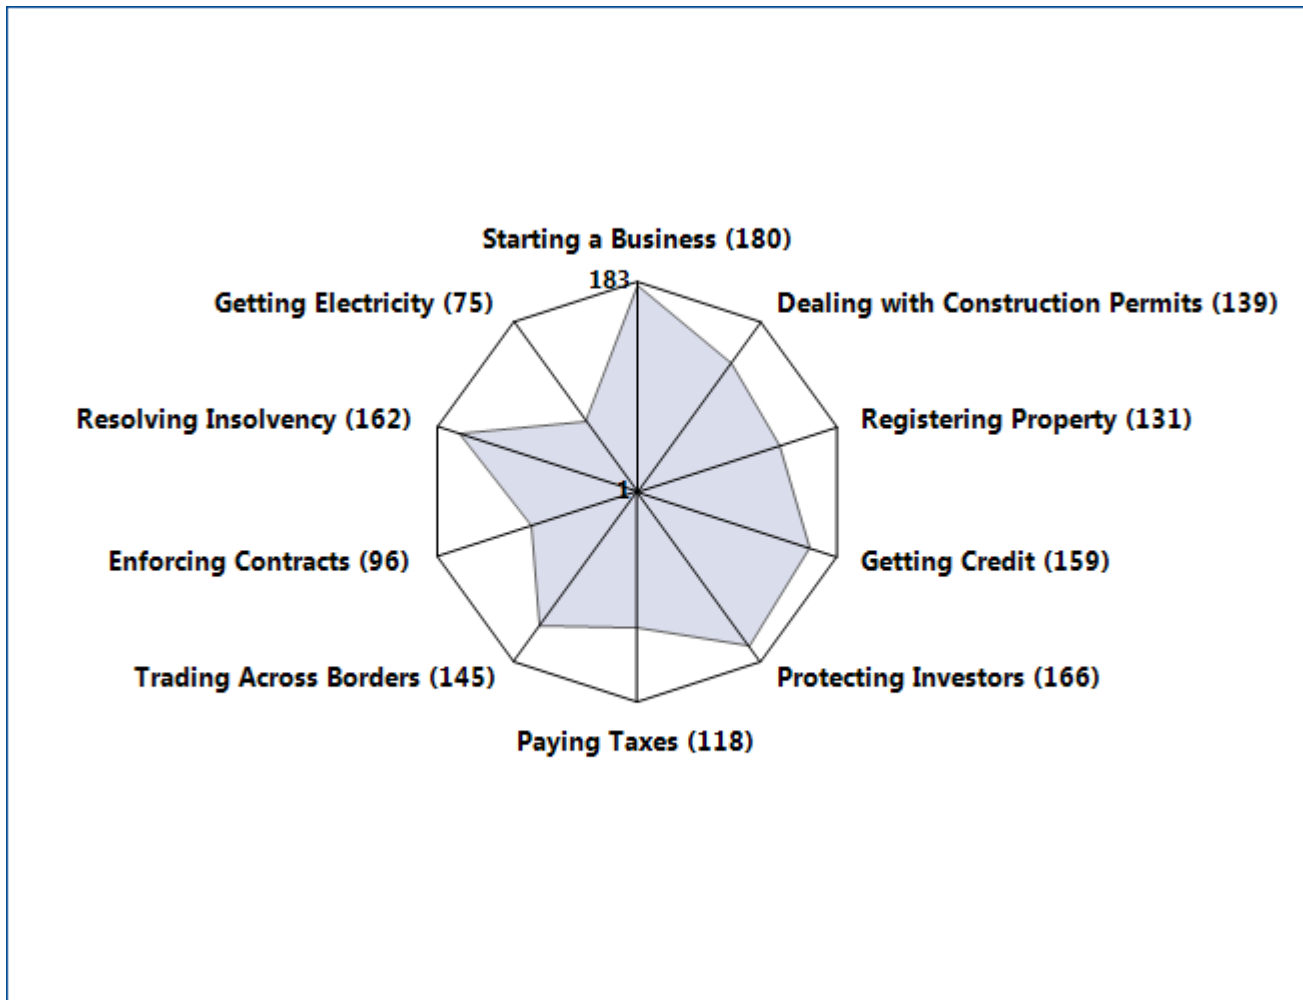 Starting a Business (180)
183
Getting Electricity (75)
Dealing with Construction Permits (139)
Resolving Insolvency (162)
Registering Property (131)
1
Enforcing Contracts (96)
Getting Credit (159)
Trading Across Borders (145)
Protecting Investors (166)
Paying Taxes (118)